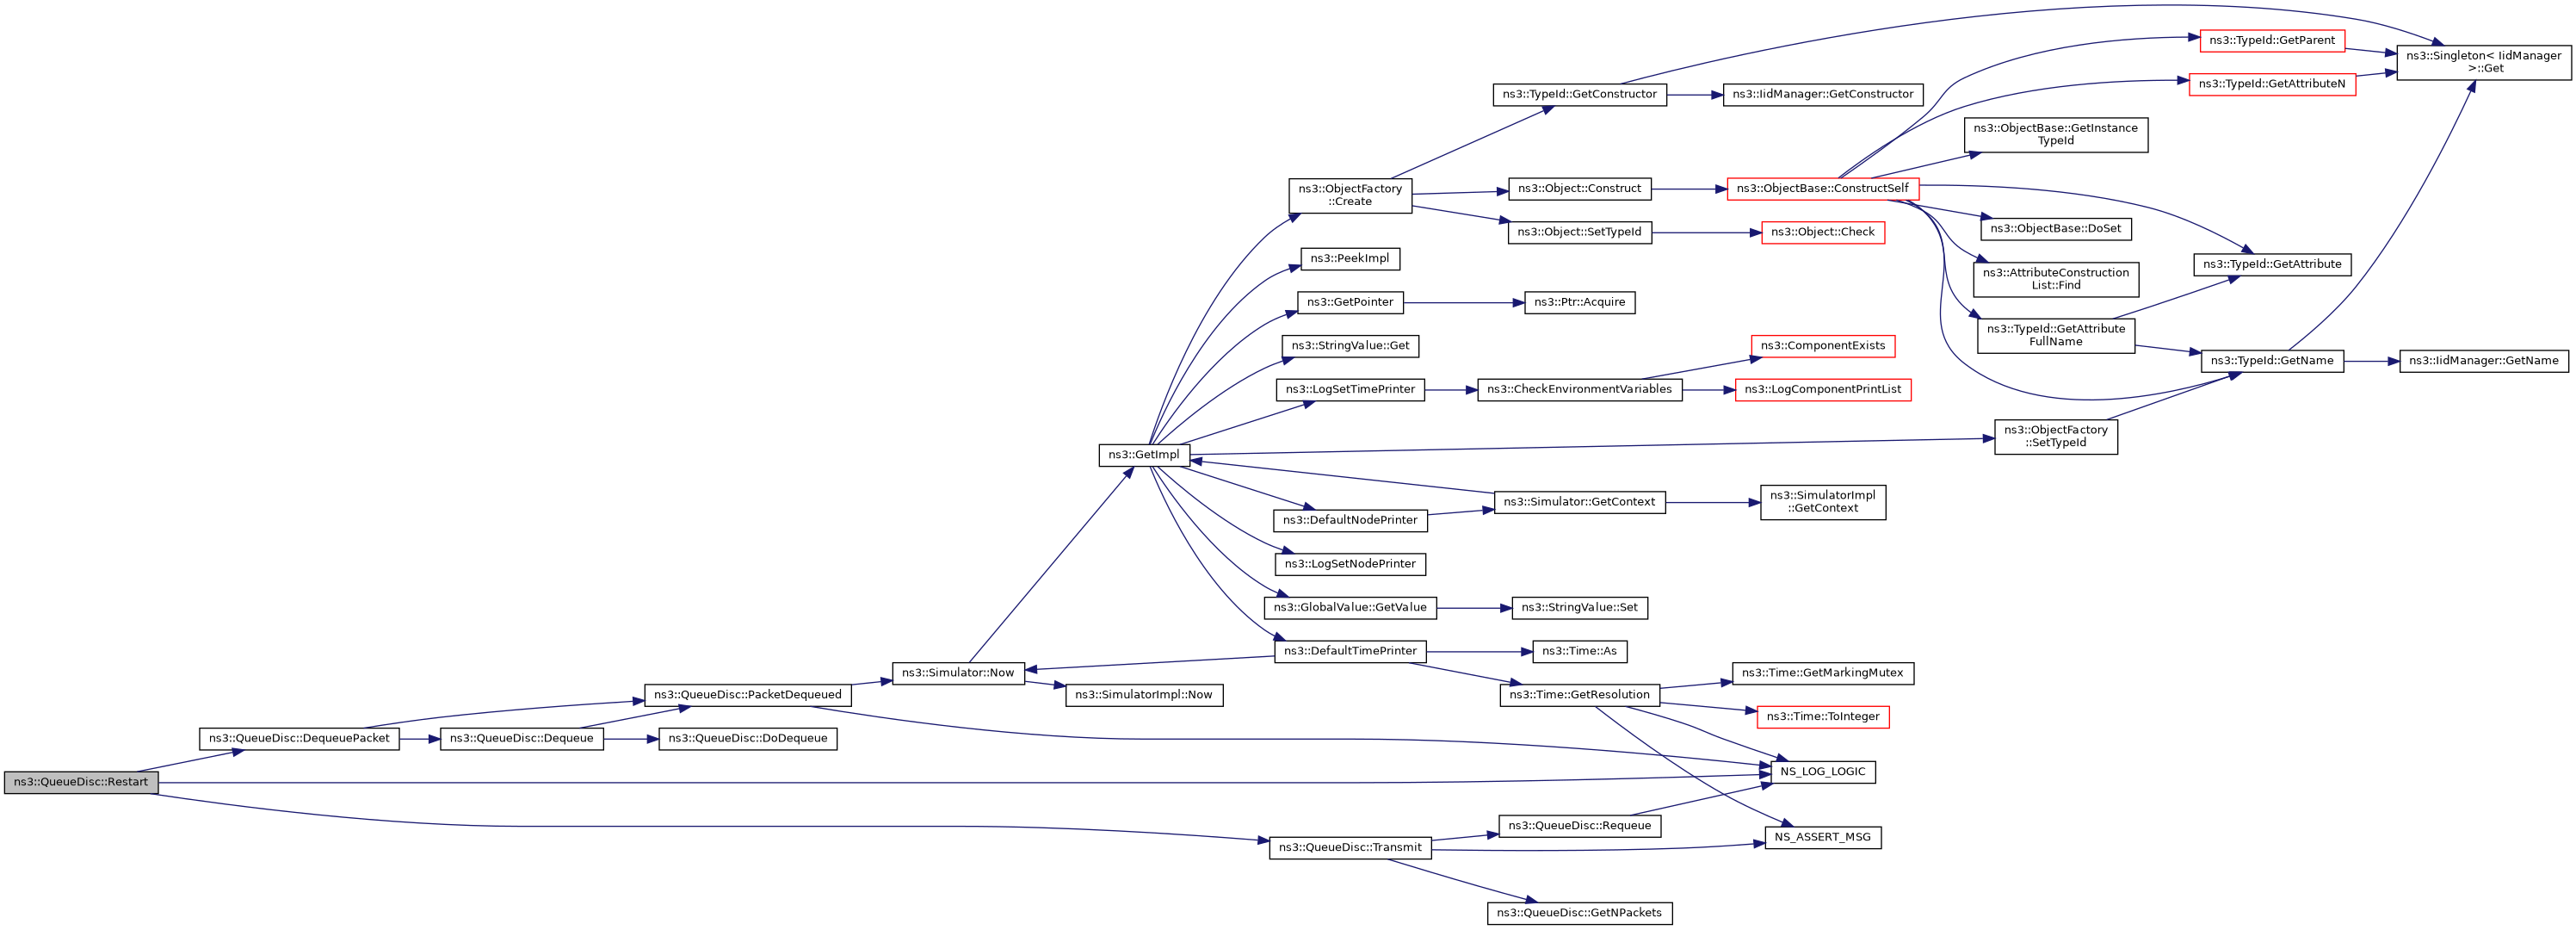 ns3::QueueDisc::Restart
ns3::QueueDisc::DequeuePacket
ns3::QueueDisc::Dequeue
ns3::QueueDisc::PacketDequeued
ns3::QueueDisc::DoDequeue
ns3::Simulator::Now
ns3::SimulatorImpl::Now
ns3::GetImpl
ns3::ObjectFactory
::Create
ns3::PeekImpl
ns3::GetPointer
ns3::StringValue::Get
ns3::LogSetTimePrinter
ns3::DefaultNodePrinter
ns3::LogSetNodePrinter
ns3::GlobalValue::GetValue
ns3::DefaultTimePrinter
ns3::QueueDisc::Transmit
ns3::TypeId::GetConstructor
ns3::Object::Construct
ns3::Object::SetTypeId
ns3::Ptr::Acquire
ns3::CheckEnvironmentVariables
ns3::Simulator::GetContext
ns3::StringValue::Set
ns3::Time::As
ns3::Time::GetResolution
ns3::QueueDisc::Requeue
ns3::QueueDisc::GetNPackets
ns3::IidManager::GetConstructor
ns3::ObjectBase::ConstructSelf
ns3::Object::Check
ns3::ComponentExists
ns3::LogComponentPrintList
ns3::SimulatorImpl
::GetContext
ns3::Time::GetMarkingMutex
ns3::Time::ToInteger
NS_LOG_LOGIC
NS_ASSERT_MSG
ns3::ObjectBase::GetInstance
TypeId
ns3::ObjectBase::DoSet
ns3::AttributeConstruction
List::Find
ns3::TypeId::GetAttribute
FullName
ns3::ObjectFactory
::SetTypeId
ns3::TypeId::GetParent
ns3::TypeId::GetAttributeN
ns3::TypeId::GetAttribute
ns3::TypeId::GetName
ns3::Singleton< IidManager
>::Get
ns3::IidManager::GetName